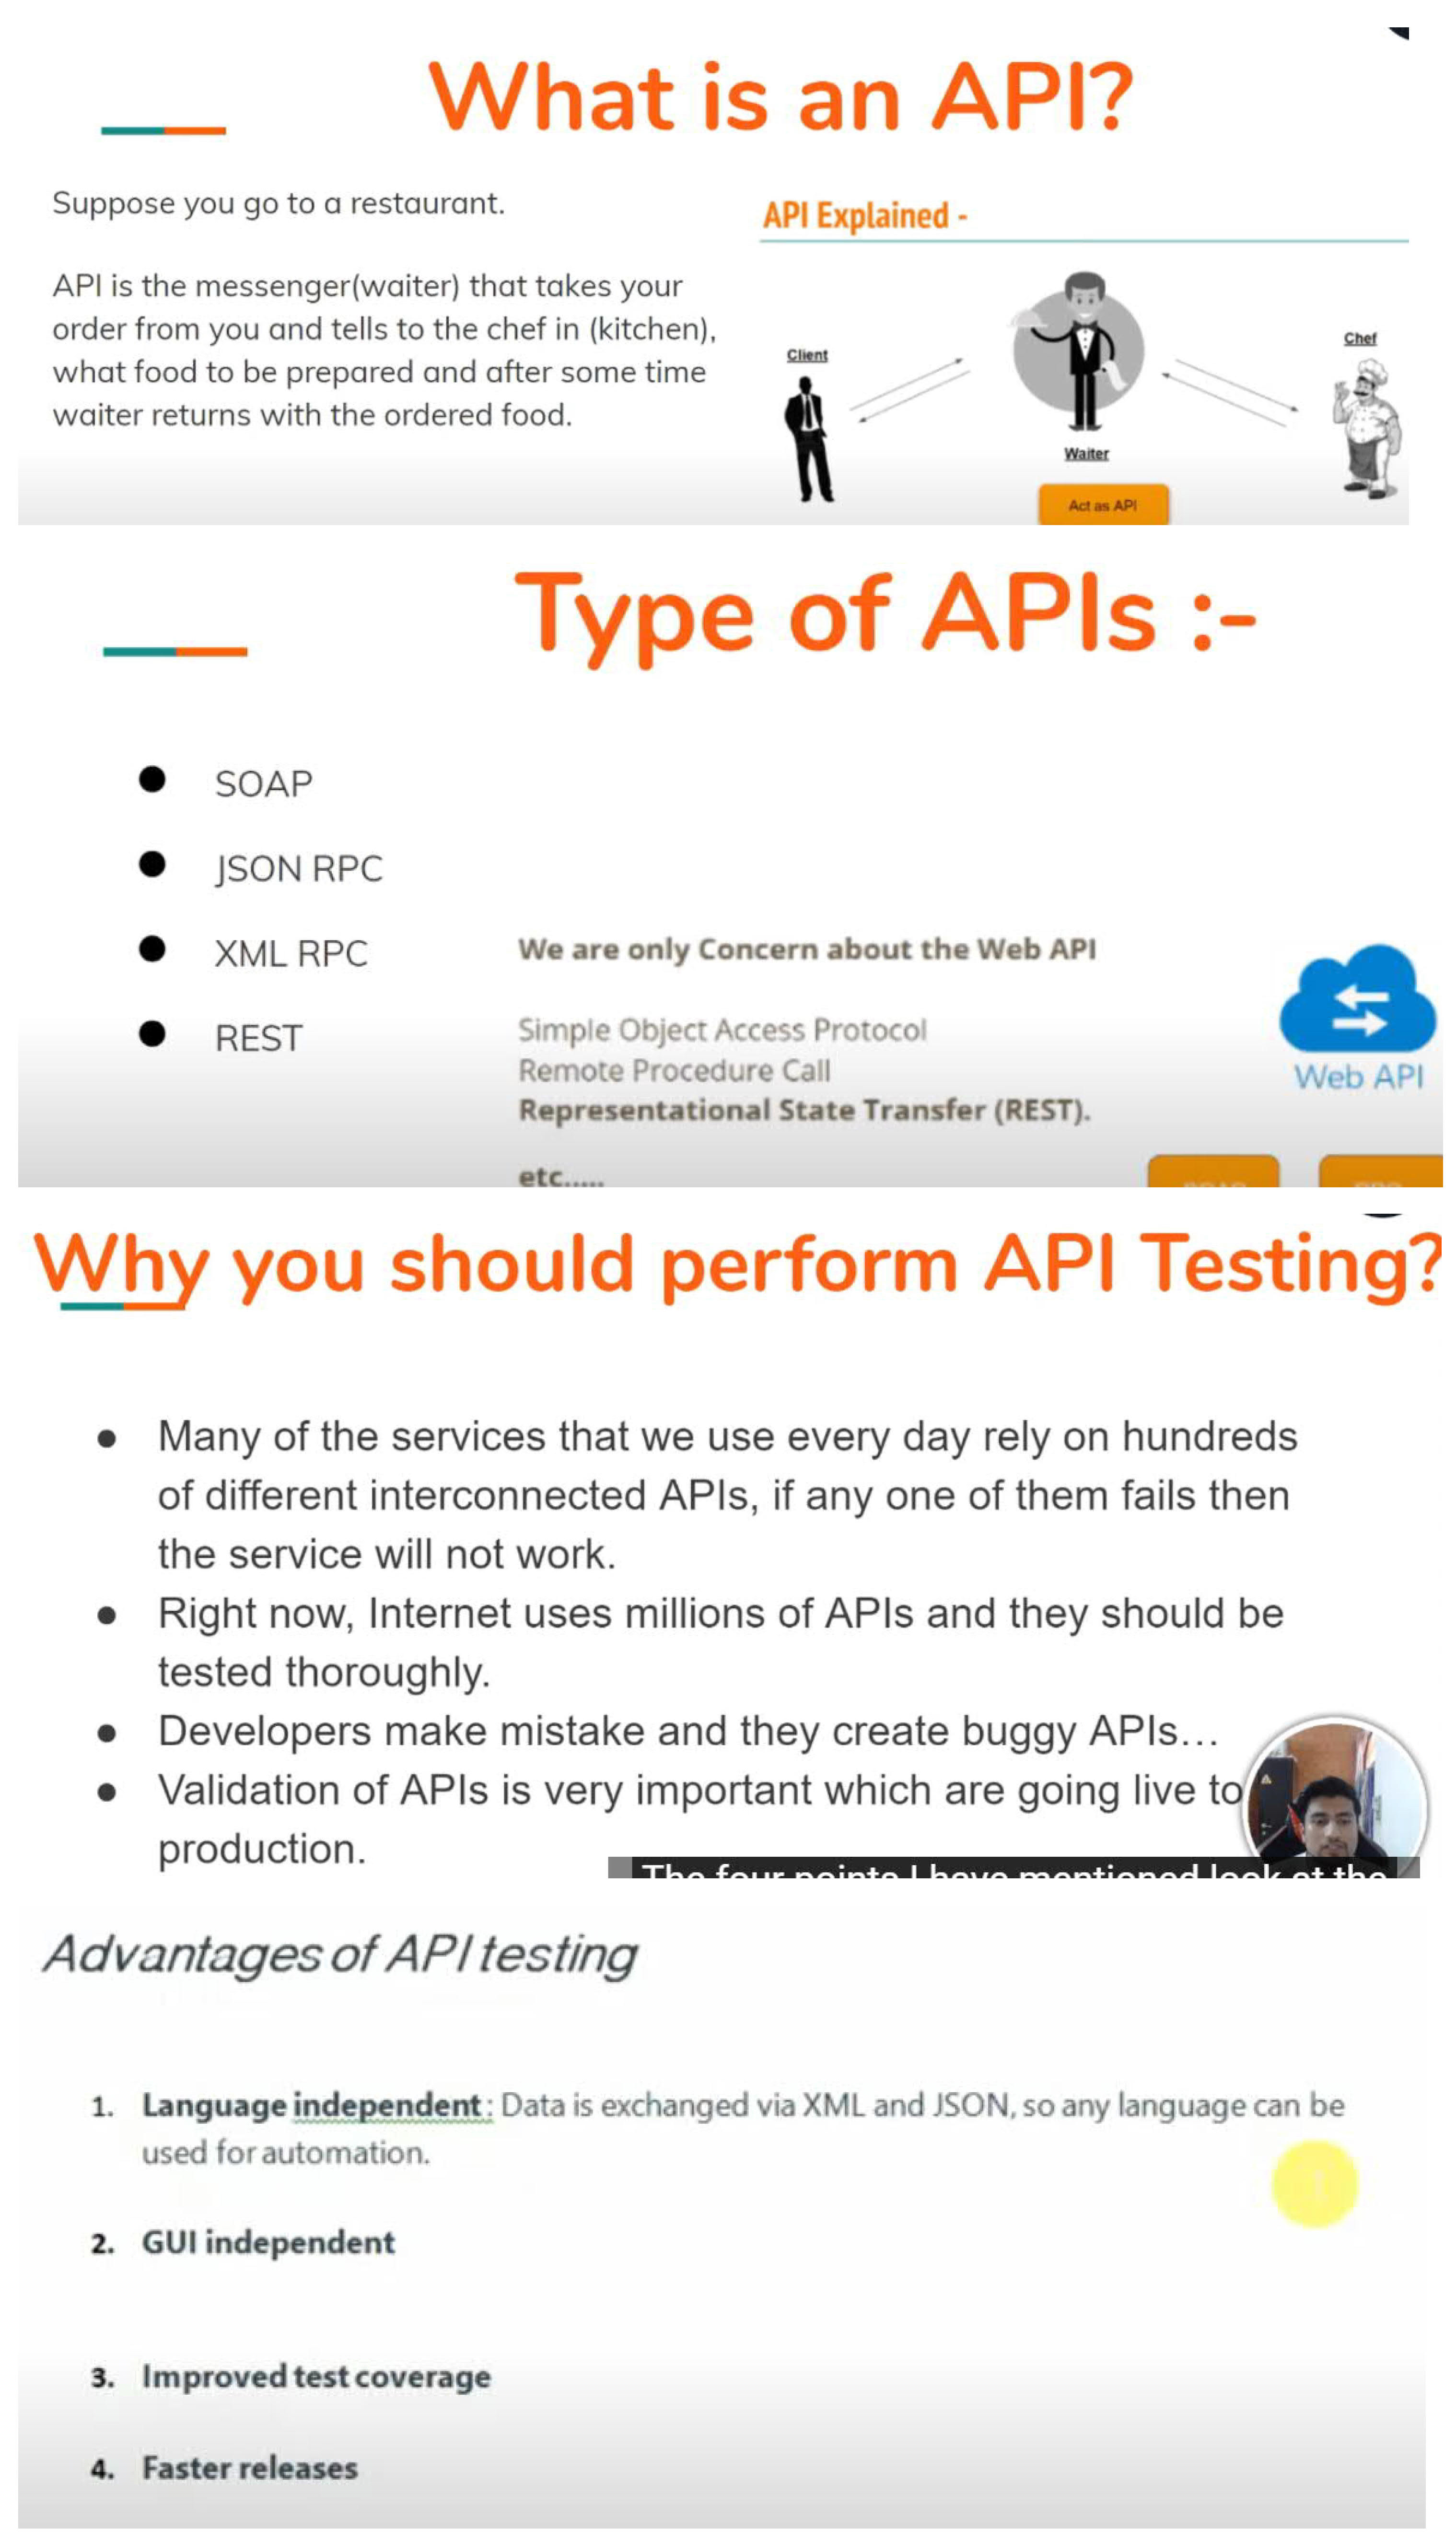 What is an API?
Suppose you go to a restaurant.
API is the messenger(waiter) that takes your
order from you and tells to the chef in (kitchen),
what food to be prepared and after some time
waiter returns with the ordered food.
API Explained -
Client
Waiter
Chef
Act as API
Type of APIs :-
● SOAP
● JSON RPC
● XML RPC
● REST
We are only Concern about the Web API
Simple Object Access Protocol
Remote Procedure Call
Representational State Transfer (REST).
etc.....
Web API
Why you should perform API Testing?
● Many of the services that we use every day rely on hundreds
of different interconnected APIs, if any one of them fails then
the service will not work.
● Right now, Internet uses millions of APIs and they should be
tested thoroughly.
● Developers make mistake and they create buggy APIs...
● Validation of APIs is very important which are going live to
production.
The four points I have mentioned look at the
Advantages of API testing
1. Language independent: Data is exchanged via XML and JSON, so any language can be
used for automation.
2. GUI independent
3. Improved test coverage
4. Faster releases